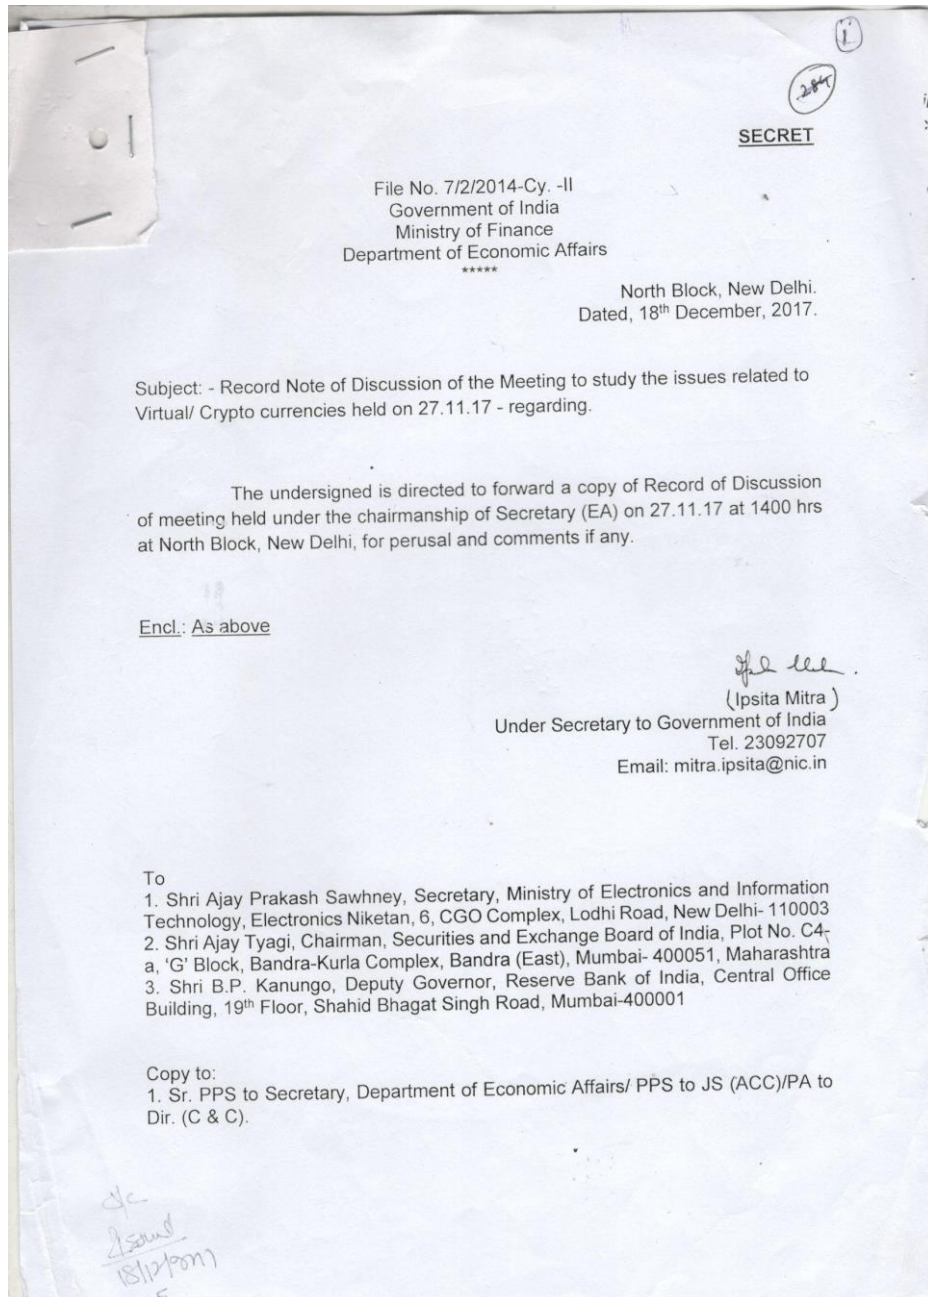 1
284
SECRET
File No. 7/2/2014-Cy. -II
Government of India
Ministry of Finance
Department of Economic Affairs
*****
North Block, New Delhi.
Dated, 18th December, 2017.
Subject: - Record Note of Discussion of the Meeting to study the issues related to
Virtual/ Crypto currencies held on 27.11.17 - regarding.
The undersigned is directed to forward a copy of Record of Discussion
of meeting held under the chairmanship of Secretary (EA) on 27.11.17 at 1400 hrs
at North Block, New Delhi, for perusal and comments if any.
Encl.: As above
(Ipsita Mitra)
Under Secretary to Government of India
Tel. 23092707
Email: mitra.ipsita@nic.in
To
1. Shri Ajay Prakash Sawhney, Secretary, Ministry of Electronics and Information
Technology, Electronics Niketan, 6, CGO Complex, Lodhi Road, New Delhi- 110003
2. Shri Ajay Tyagi, Chairman, Securities and Exchange Board of India, Plot No. C4-
a, ‘G’ Block, Bandra-Kurla Complex, Bandra (East), Mumbai- 400051, Maharashtra
3. Shri B.P. Kanungo, Deputy Governor, Reserve Bank of India, Central Office
Building, 19th Floor, Shahid Bhagat Singh Road, Mumbai-400001
Copy to:
1. Sr. PPS to Secretary, Department of Economic Affairs/ PPS to JS (ACC)/PA to
Dir. (C & C).
18/12/2017